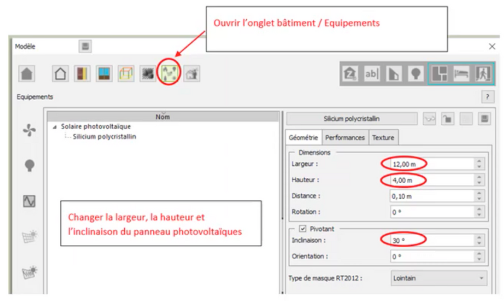 Ouvrir l'onglet bâtiment / Equipements
Modèle
ab|
Equipements
?
Nom
Solaire photovoltaïque
Silicium polycristallin
Silicium polycristallin
Géométrie Performances Texture
Dimensions
Largeur : 12,00 m
Hauteur : 4,00 m
Distance : 0,10 m
Rotation : 0 °
Pivotant
Inclinaison : 30 °
Orientation : 0 °
Type de masque RT2012 : Lointain
Changer la largeur, la hauteur et
l'inclinaison du panneau photovoltaïques